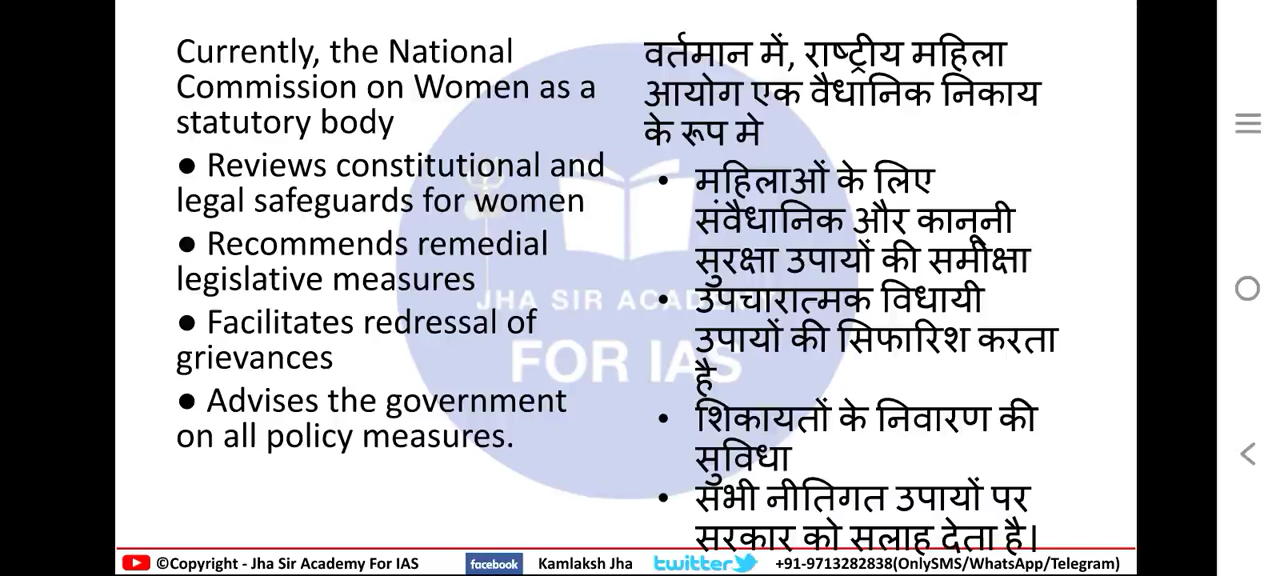 Currently, the National
Commission on Women as a
statutory body
● Reviews constitutional and
legal safeguards for women
● Recommends remedial
legislative measures
● Facilitates redressal of
grievances
● Advises the government
on all policy measures.
वर्तमान में, राष्ट्रीय महिला
आयोग एक वैधानिक निकाय
के रूप मे
• महिलाओं के लिए
संवैधानिक और कानूनी
सुरक्षा उपायों की समीक्षा
• उपचारात्मक विधायी
उपायों की सिफारिश करता
है
• शिकायतों के निवारण की
सुविधा
• सभी नीतिगत उपायों पर
सरकार को सलाह देता है।
JHA SIR ACADEMY
FOR IAS
©Copyright - Jha Sir Academy For IAS facebook Kamlaksh Jha twitter +91-9713282838(OnlySMS/WhatsApp/Telegram)